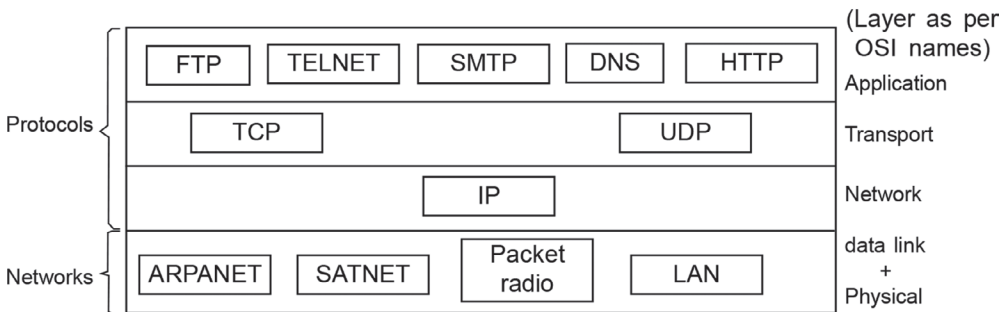 (Layer as per
OSI names)
FTP TELNET SMTP DNS HTTP
Application
Protocols
TCP UDP
Transport
IP
Network
Networks
ARPANET SATNET Packet
radio LAN
data link
+
Physical